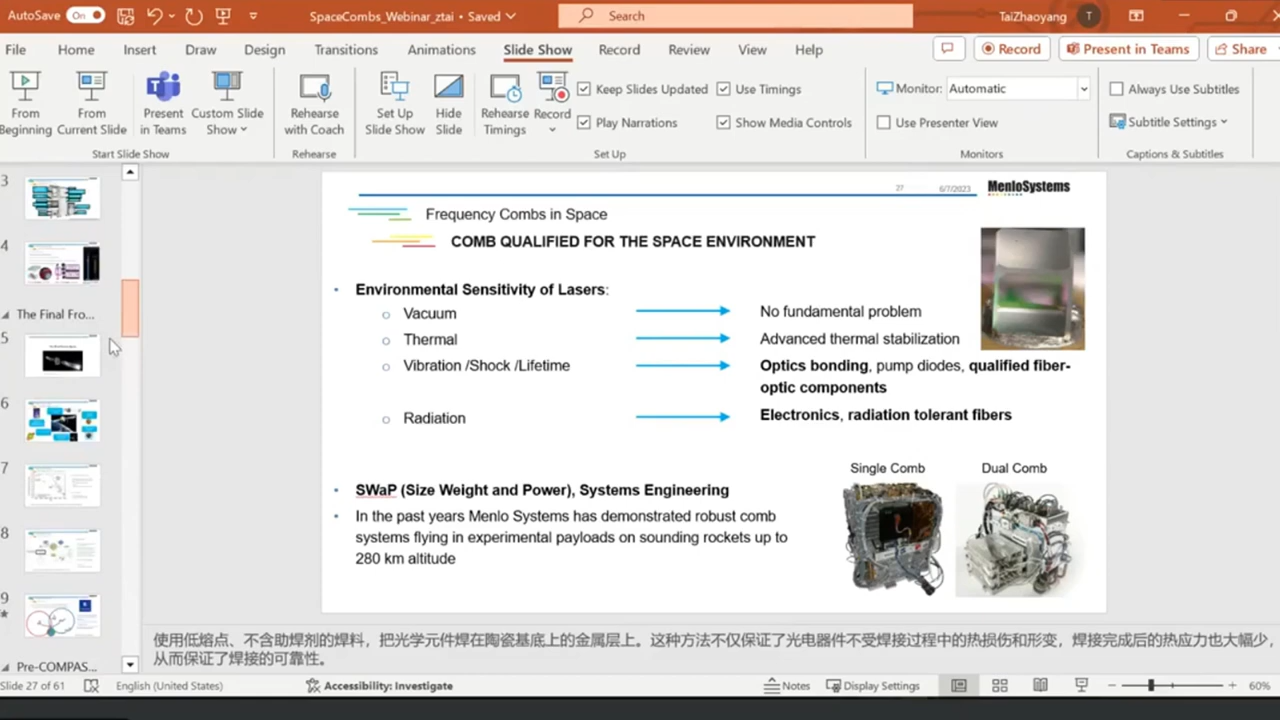 AutoSave On SpaceCombs_Webinar_ztai • Saved Search TaiZhaoyang T
File Home Insert Draw Design Transitions Animations Slide Show Record Review View Help Record Present in Teams Share
From Beginning
From Current Slide
Present in Teams
Custom Slide Show
Rehearse with Coach
Set Up Slide Show
Hide Slide
Rehearse Timings
Record
Keep Slides Updated Use Timings
Play Narrations Show Media Controls
Monitor: Automatic
Use Presenter View
Always Use Subtitles
Subtitle Settings
Start Slide Show Rehearse Set Up Monitors Captions & Subtitles
3
4
The Final Fro...
5
6
7
8
9
Pre-COMPAS...
27 6/7/2023 MenloSystems
Frequency Combs in Space
COMB QUALIFIED FOR THE SPACE ENVIRONMENT
• Environmental Sensitivity of Lasers:
o Vacuum No fundamental problem
o Thermal Advanced thermal stabilization
o Vibration /Shock /Lifetime Optics bonding, pump diodes, qualified fiber-
optic components
o Radiation Electronics, radiation tolerant fibers
Single Comb Dual Comb
• SWaP (Size Weight and Power), Systems Engineering
• In the past years Menlo Systems has demonstrated robust comb
systems flying in experimental payloads on sounding rockets up to
280 km altitude
使用低熔点、不含助焊剂的焊料，把光学元件焊在陶瓷基底上的金属层上。这种方法不仅保证了光电器件不受焊接过程中的热损伤和形变，焊接完成后的热应力也大幅少，
从而保证了焊接的可靠性。
Slide 27 of 61 English (United States) Accessibility: Investigate Notes Display Settings 60%